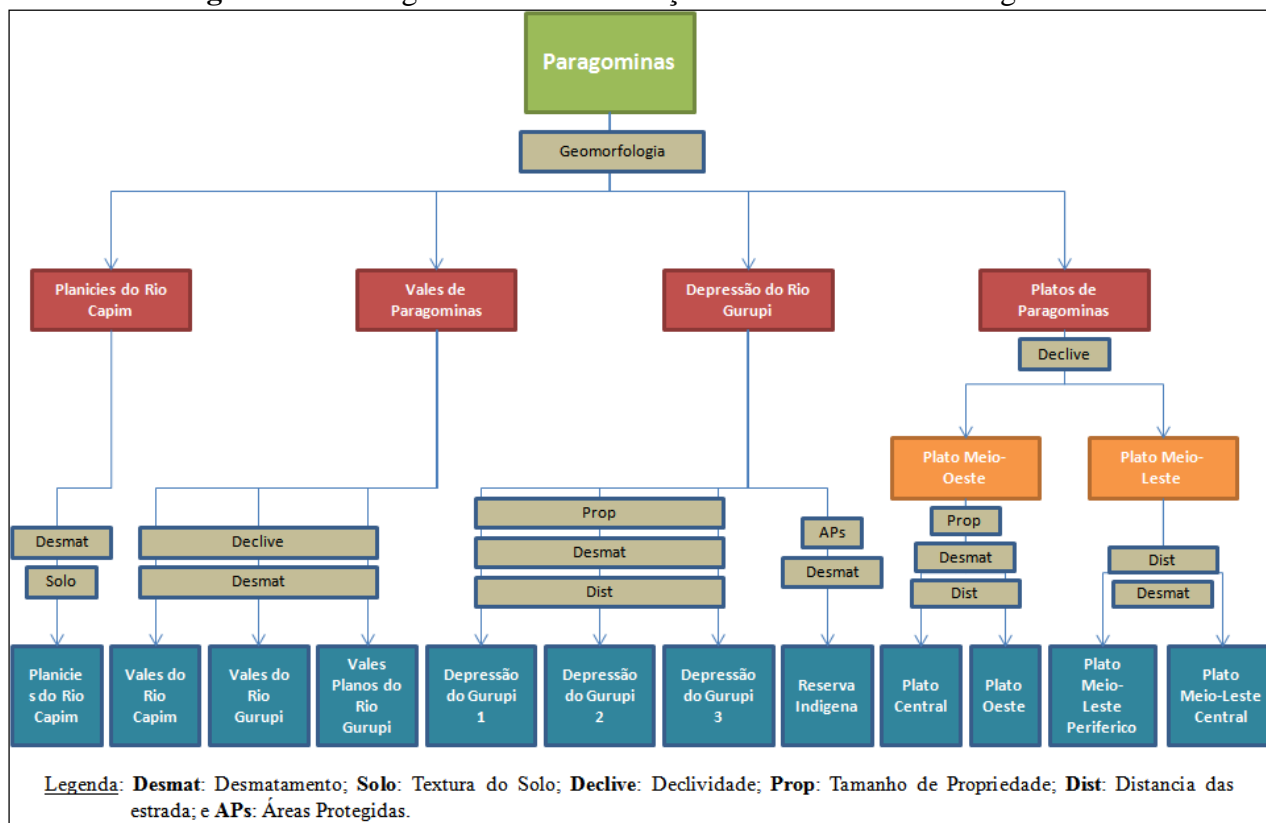 Paragominas
Geomorfologia
Planicies do Rio
Capim
Vales de
Paragominas
Depressão do Rio
Gurupi
Platos de
Paragominas
Declive
Plato Meio-
Oeste
Plato Meio-
Leste
Desmat
Solo
Declive
Desmat
Prop
Desmat
Dist
APs
Desmat
Prop
Desmat
Dist
Dist
Desmat
Planicie
s do Rio
Capim
Vales do
Rio
Capim
Vales do
Rio
Gurupi
Vales
Planos do
Rio
Gurupi
Depressão
do Gurupi
1
Depressão
do Gurupi
2
Depressão
do Gurupi
3
Reserva
Indigena
Plato
Central
Plato
Oeste
Plato
Meio-
Leste
Periferico
Plato
Meio-Leste
Central
Legenda: Desmat: Desmatamento; Solo: Textura do Solo; Declive: Declividade; Prop: Tamanho de Propriedade; Dist: Distancia das
estrada; e APs: Áreas Protegidas.